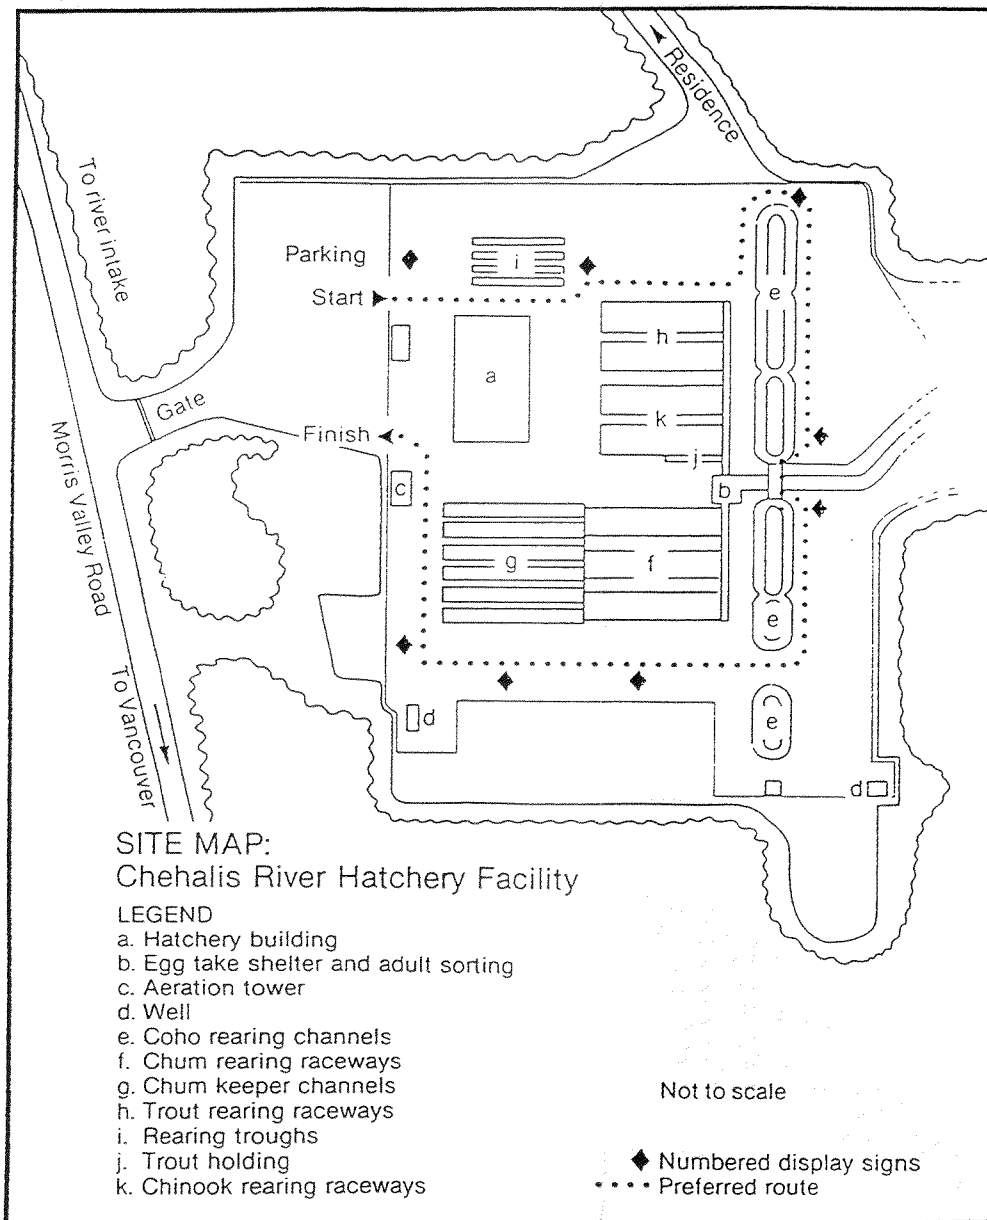 Residence
To river intake
Parking
Start
i
e
h
a
k
Gate
Finish
j
b
c
Morris Valley Road
g
f
e
To Vancouver
d
e
d
SITE MAP:
Chehalis River Hatchery Facility
LEGEND
a. Hatchery building
b. Egg take shelter and adult sorting
c. Aeration tower
d. Well
e. Coho rearing channels
f. Chum rearing raceways
g. Chum keeper channels
h. Trout rearing raceways
i. Rearing troughs
j. Trout holding
k. Chinook rearing raceways
Not to scale
Numbered display signs
Preferred route